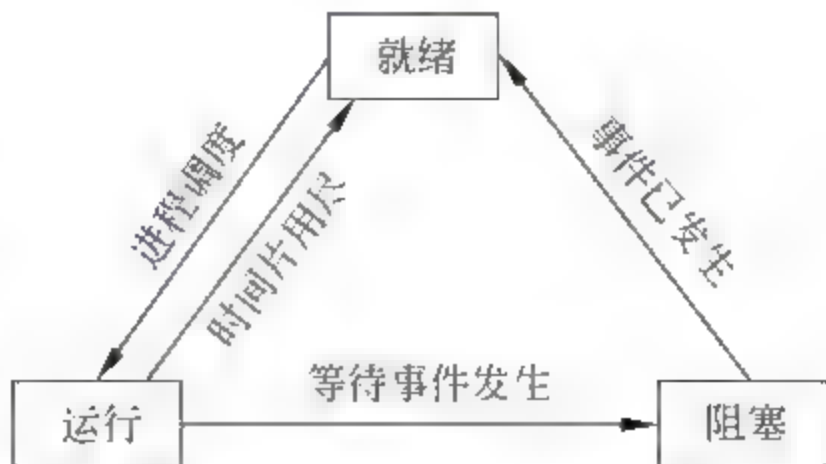 就绪
进程调度
时间片用尽
事件已发生
等待事件发生
运行
阻塞